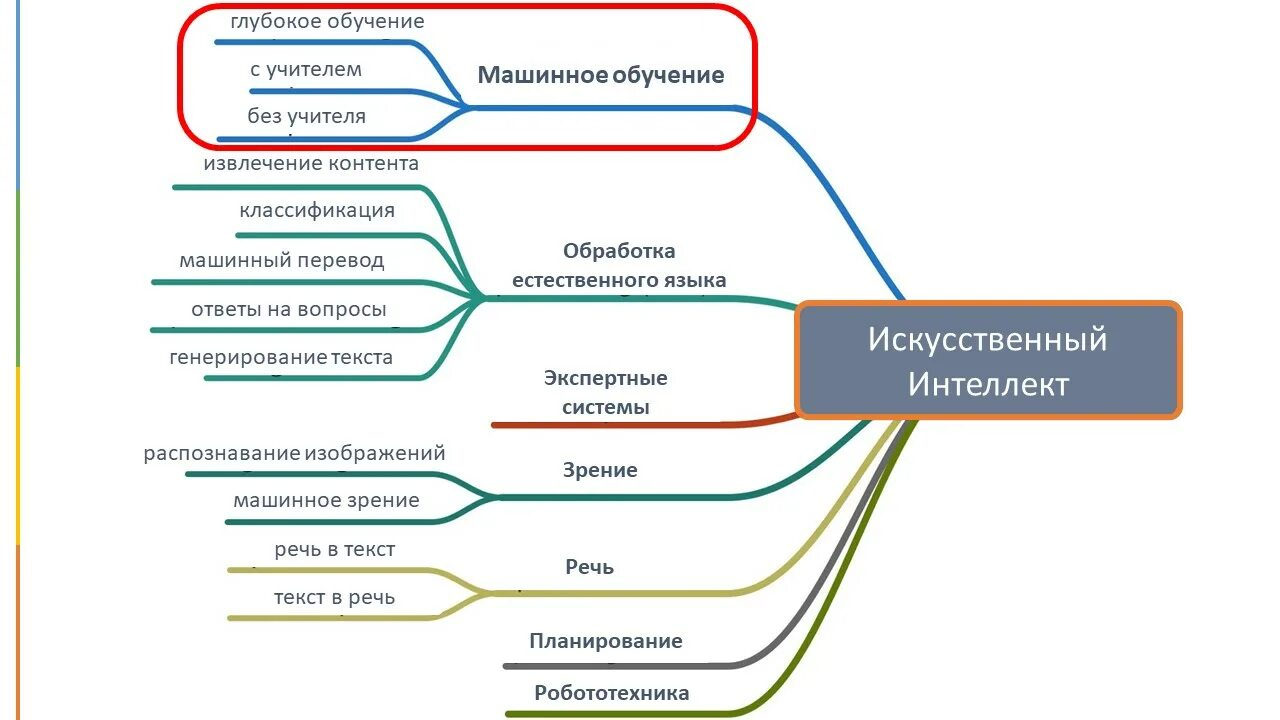 глубокое обучение
с учителем
без учителя
Машинное обучение
извлечение контента
классификация
машинный перевод
ответы на вопросы
генерирование текста
Обработка
естественного языка
Экспертные
системы
распознавание изображений
машинное зрение
Зрение
речь в текст
текст в речь
Речь
Планирование
Робототехника
Искусственный
Интеллект